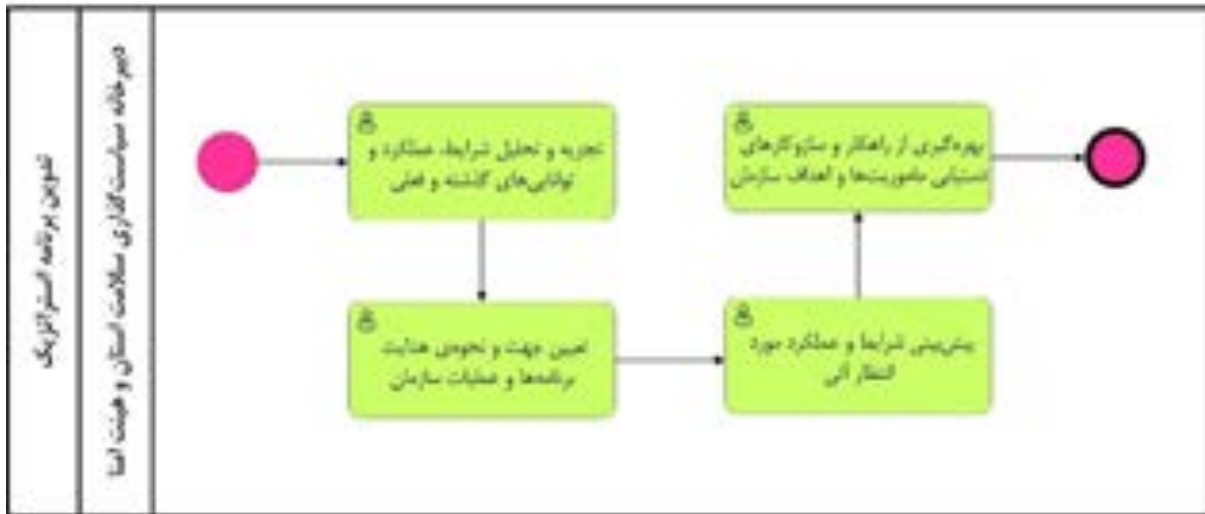 تدوین برنامه استراتژیک
دبیرخانه سیاست‌گذاری سلامت استان و هیئت امنا
تجزیه و تحلیل شرایط، عملکرد و
توانایی‌های گذشته و فعلی
تعیین جهت و نحوه‌ی هدایت
برنامه‌ها و عملیات سازمان
پیش‌بینی شرایط و عملکرد مورد
انتظار آتی
بهره‌گیری از راهکار و سازوکارهای
دستیابی ماموریت‌ها و اهداف سازمان